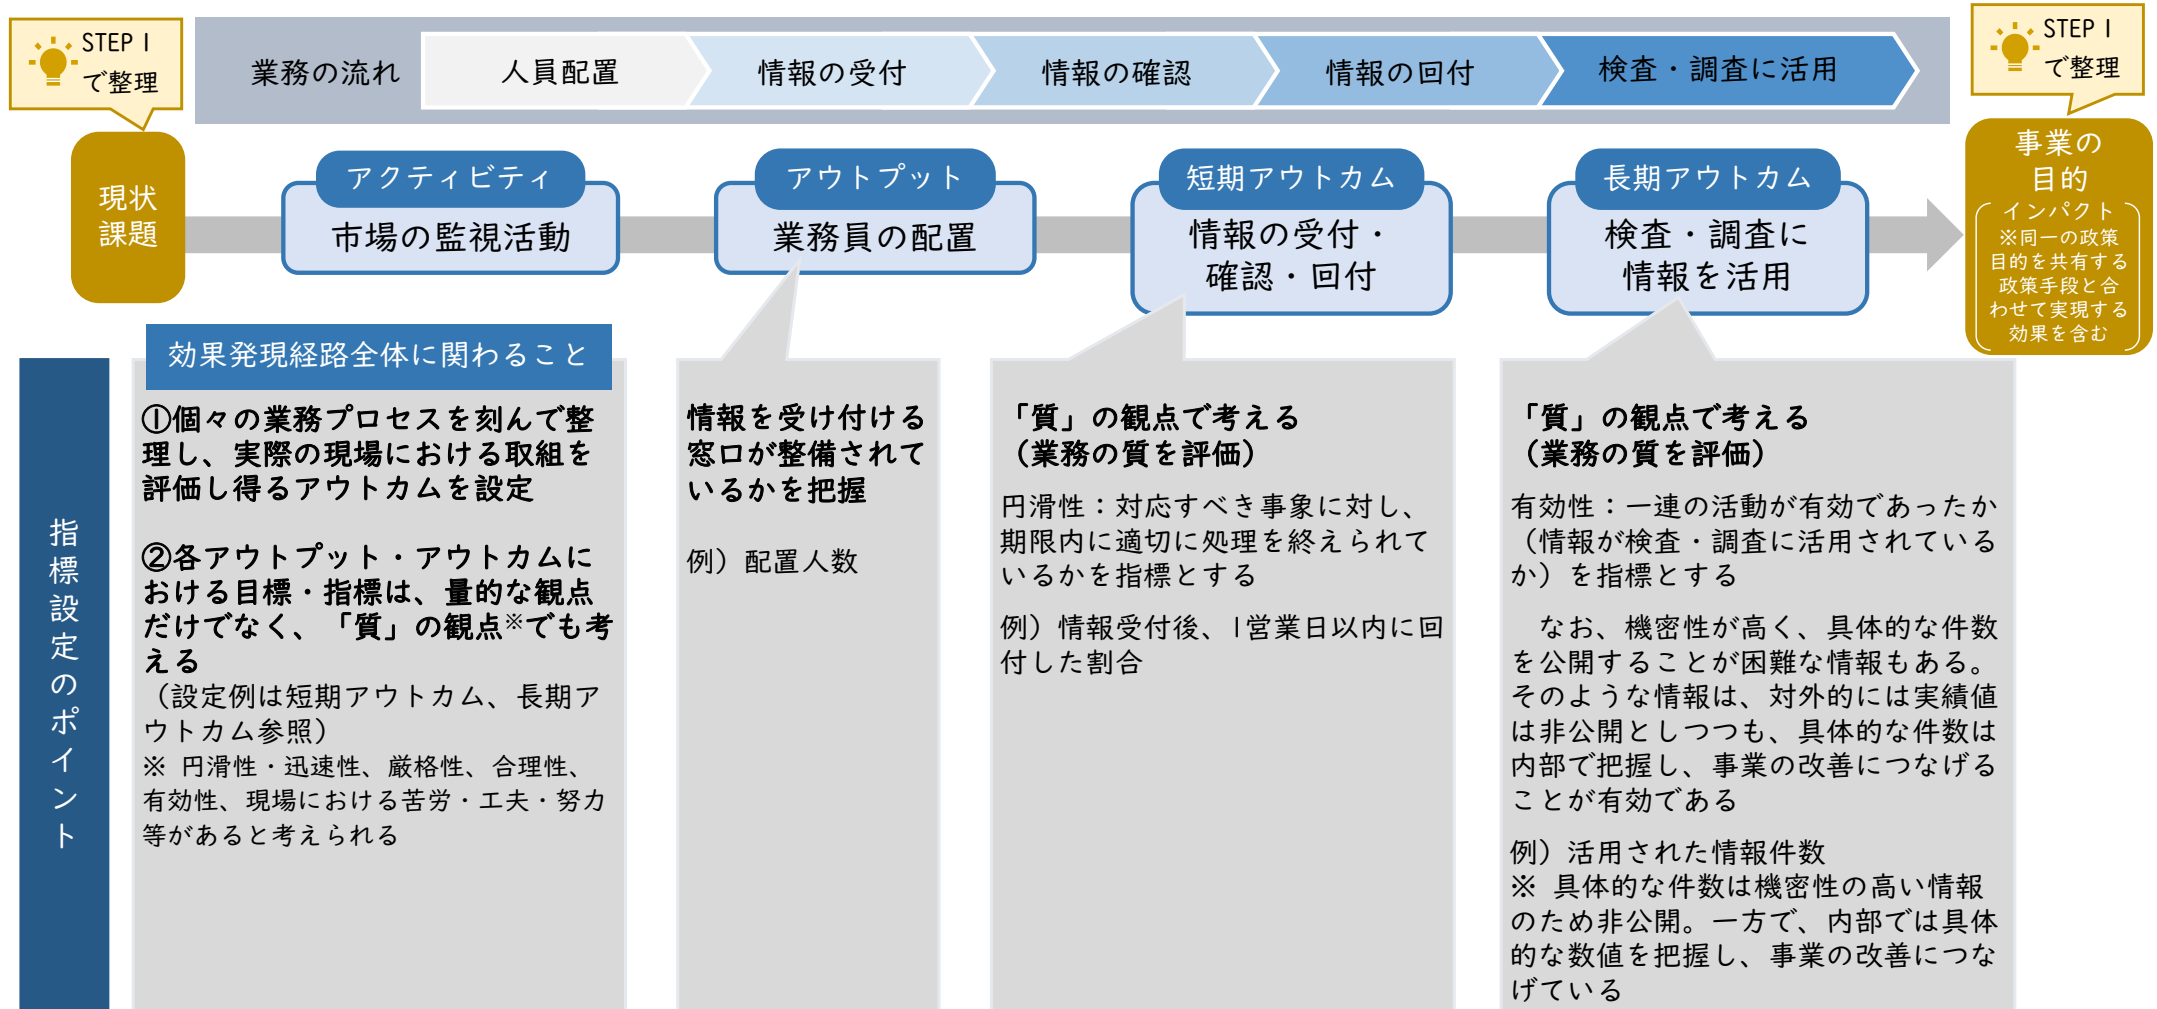 STEP 1
で整理
業務の流れ
人員配置
情報の受付
情報の確認
情報の回付
検査・調査に活用
STEP 1
で整理
現状
課題
アクティビティ
市場の監視活動
アウトプット
業務員の配置
短期アウトカム
情報の受付・
確認・回付
長期アウトカム
検査・調査に
情報を活用
事業の
目的
インパクト
※同一の政策
目的を共有する
政策手段と合
わせて実現する
効果を含む
指標設定のポイント
効果発現経路全体に関わること
①個々の業務プロセスを刻んで整
理し、実際の現場における取組を
評価し得るアウトカムを設定
②各アウトプット・アウトカムに
おける目標・指標は、量的な観点
だけでなく、「質」の観点※でも考
える
（設定例は短期アウトカム、長期ア
ウトカム参照）
※ 円滑性・迅速性、厳格性、合理性、
有効性、現場における苦労・工夫・努力
等があると考えられる
情報を受け付ける
窓口が整備されて
いるかを把握
例）配置人数
「質」の観点で考える
（業務の質を評価）
円滑性：対応すべき事象に対し、
期限内に適切に処理を終えられて
いるかを指標とする
例）情報受付後、1営業日以内に回
付した割合
「質」の観点で考える
（業務の質を評価）
有効性：一連の活動が有効であったか
（情報が検査・調査に活用されている
か）を指標とする
なお、機密性が高く、具体的な件数
を公開することが困難な情報もある。
そのような情報は、対外的には実績値
は非公開としつつも、具体的な件数は
内部で把握し、事業の改善につなげる
ことが有効である
例）活用された情報件数
※ 具体的な件数は機密性の高い情報
のため非公開。一方で、内部では具体
的な数値を把握し、事業の改善につな
げている